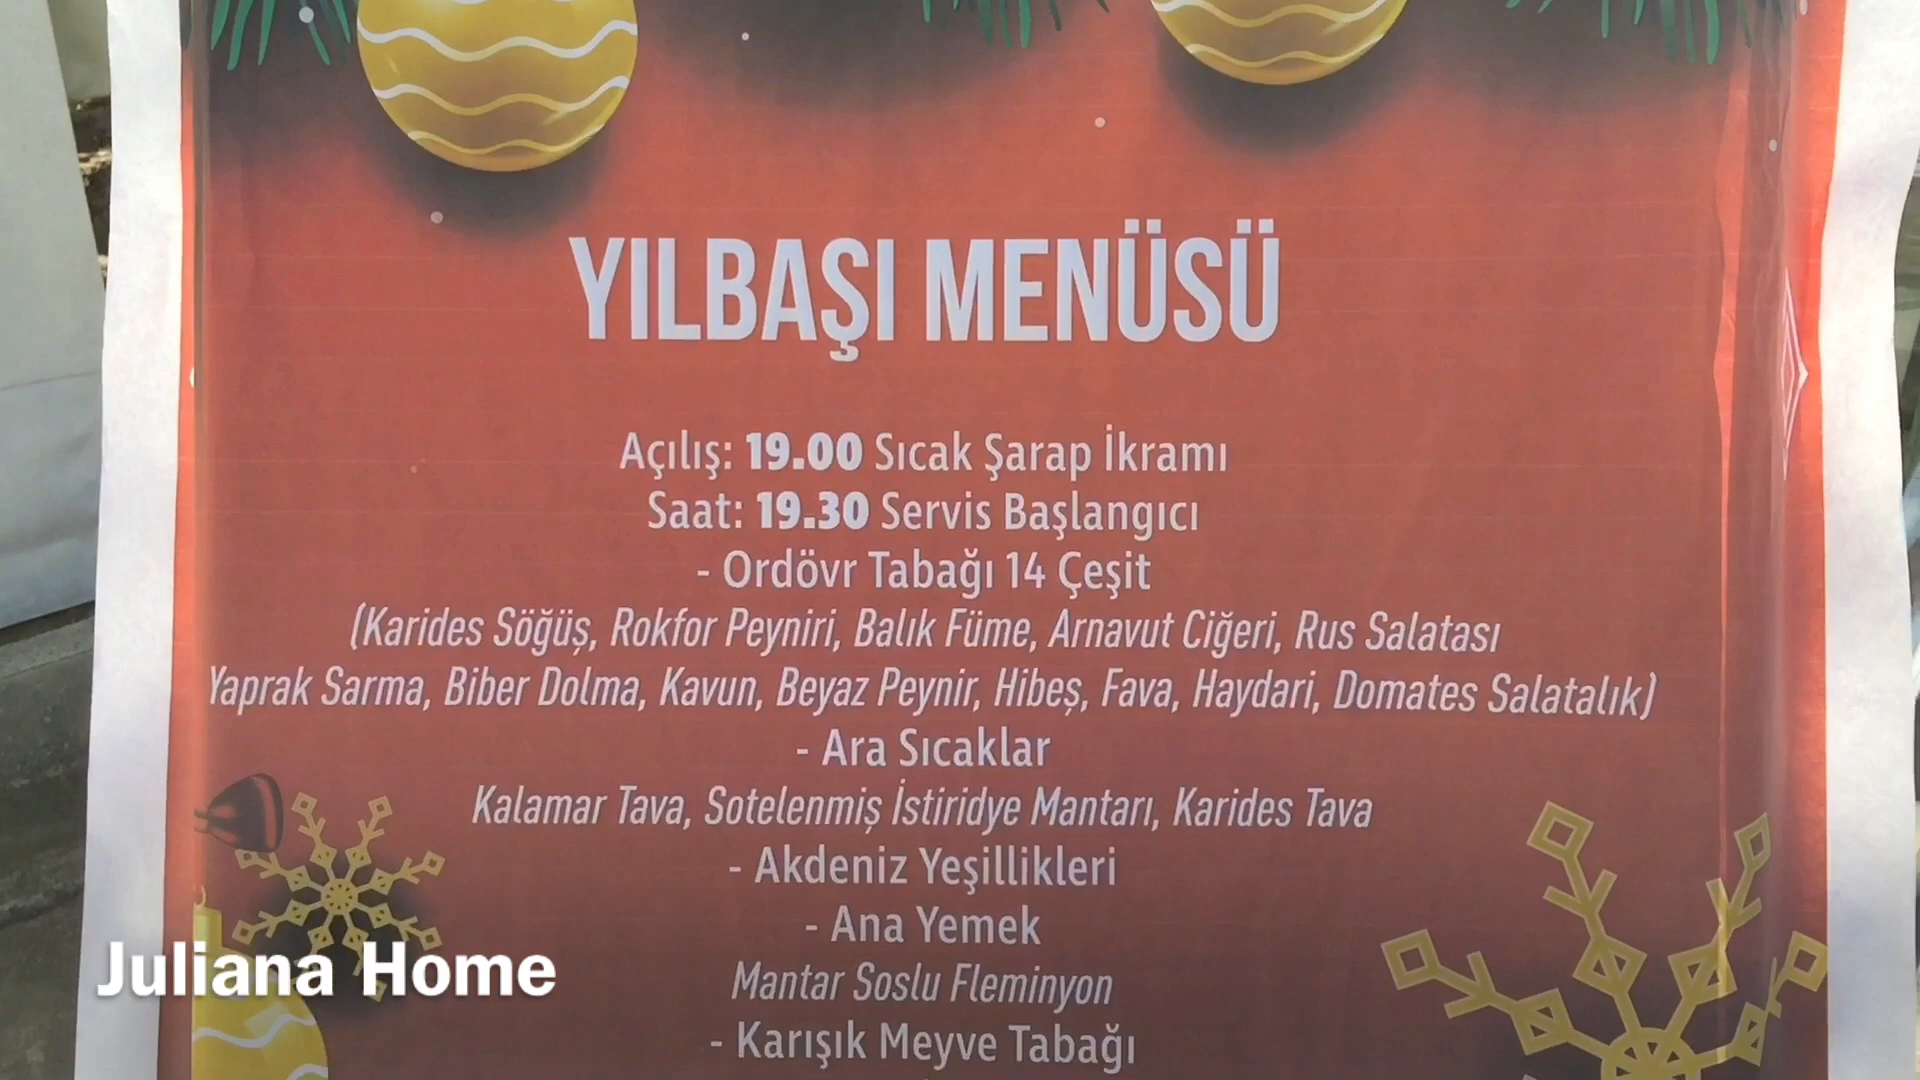 YILBAŞI MENÜSÜ
Açılış: 19.00 Sıcak Şarap İkramı
Saat: 19.30 Servis Başlangıcı
- Ordövr Tabağı 14 Çeşit
(Karides Söğüş, Rokfor Peyniri, Balık Füme, Arnavut Ciğeri, Rus Salatası
Yaprak Sarma, Biber Dolma, Kavun, Beyaz Peynir, Hibeş, Fava, Haydari, Domates Salatalık)
- Ara Sıcaklar
Kalamar Tava, Sotelenmiş İstiridye Mantarı, Karides Tava
- Akdeniz Yeşillikleri
- Ana Yemek
Mantar Soslu Fleminyon
- Karışık Meyve Tabağı
Juliana Home